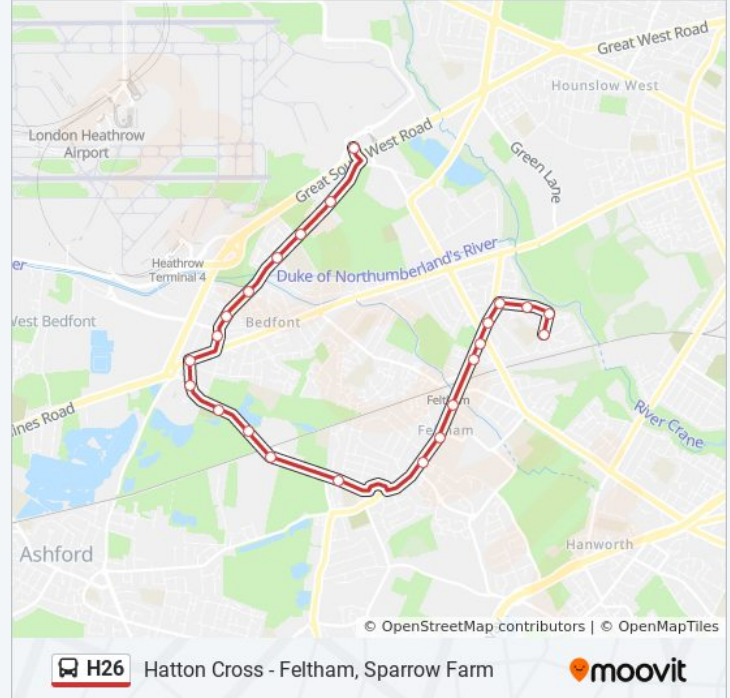 Great West Road
Hounslow West
London Heathrow
Airport
Great Sou
West Road
Green Lane
Heathrow
Terminal 4
Duke of Northumberland's River
er
West Bedfont
Bedfont
ines Road
Feltham
River Crane
Ashford
Hanworth
© OpenStreetMap contributors | © OpenMapTiles
H26 Hatton Cross - Feltham, Sparrow Farm
moovit